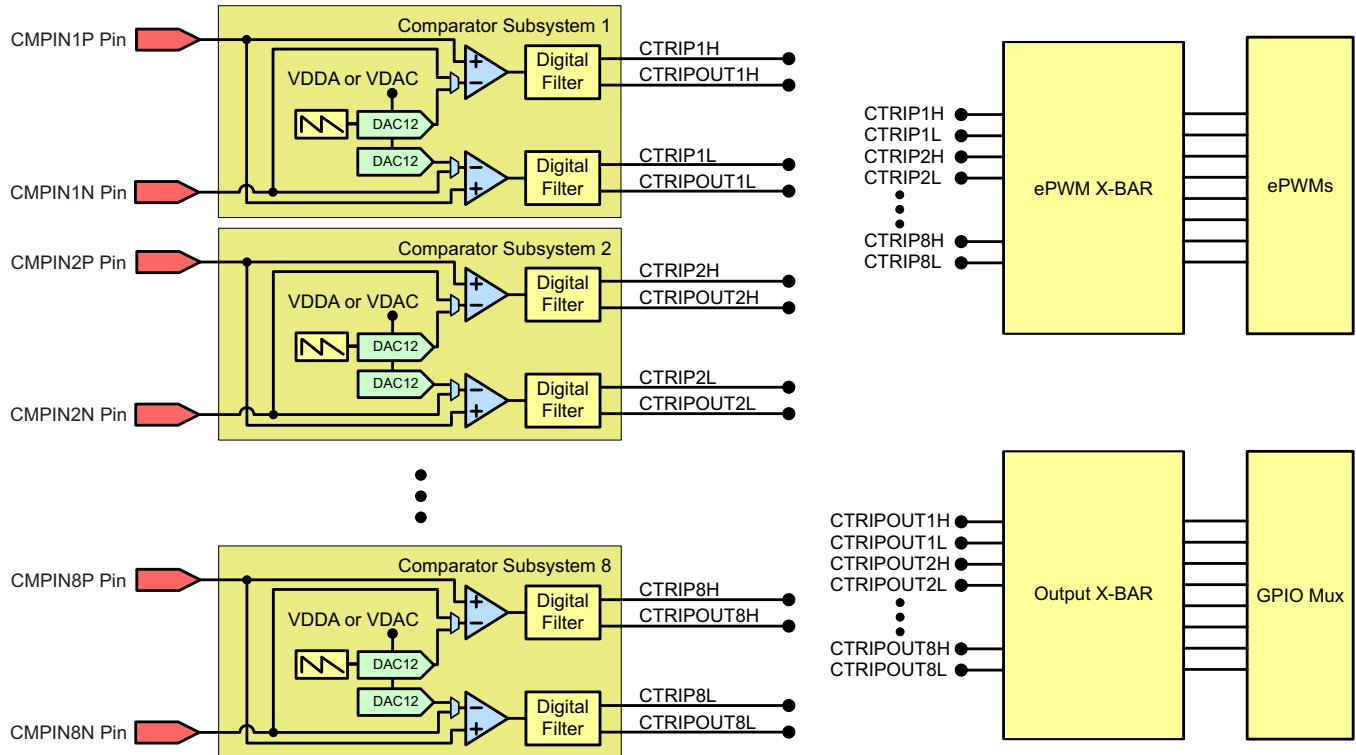 Comparator Subsystem 1
CMPIN1P Pin
VDDA or VDAC
DAC12
DAC12
+
−
−
+
Digital
Filter
Digital
Filter
CTRIP1H
CTRIPOUT1H
CTRIP1L
CTRIPOUT1L
CMPIN1N Pin
Comparator Subsystem 2
CMPIN2P Pin
VDDA or VDAC
DAC12
DAC12
+
−
−
+
Digital
Filter
Digital
Filter
CTRIP2H
CTRIPOUT2H
CTRIP2L
CTRIPOUT2L
CMPIN2N Pin
Comparator Subsystem 8
CMPIN8P Pin
VDDA or VDAC
DAC12
DAC12
+
−
−
+
Digital
Filter
Digital
Filter
CTRIP8H
CTRIPOUT8H
CTRIP8L
CTRIPOUT8L
CMPIN8N Pin
CTRIP1H
CTRIP1L
CTRIP2H
CTRIP2L
CTRIP8H
CTRIP8L
ePWM X-BAR
ePWMs
CTRIPOUT1H
CTRIPOUT1L
CTRIPOUT2H
CTRIPOUT2L
CTRIPOUT8H
CTRIPOUT8L
Output X-BAR
GPIO Mux